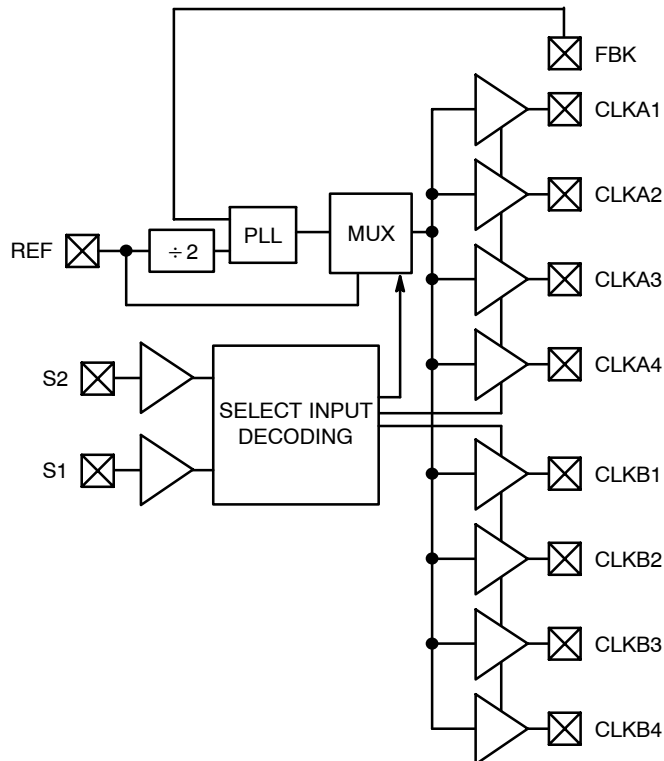 FBK
CLKA1
CLKA2
PLL
MUX
REF
÷ 2
CLKA3
CLKA4
S2
SELECT INPUT
DECODING
S1
CLKB1
CLKB2
CLKB3
CLKB4